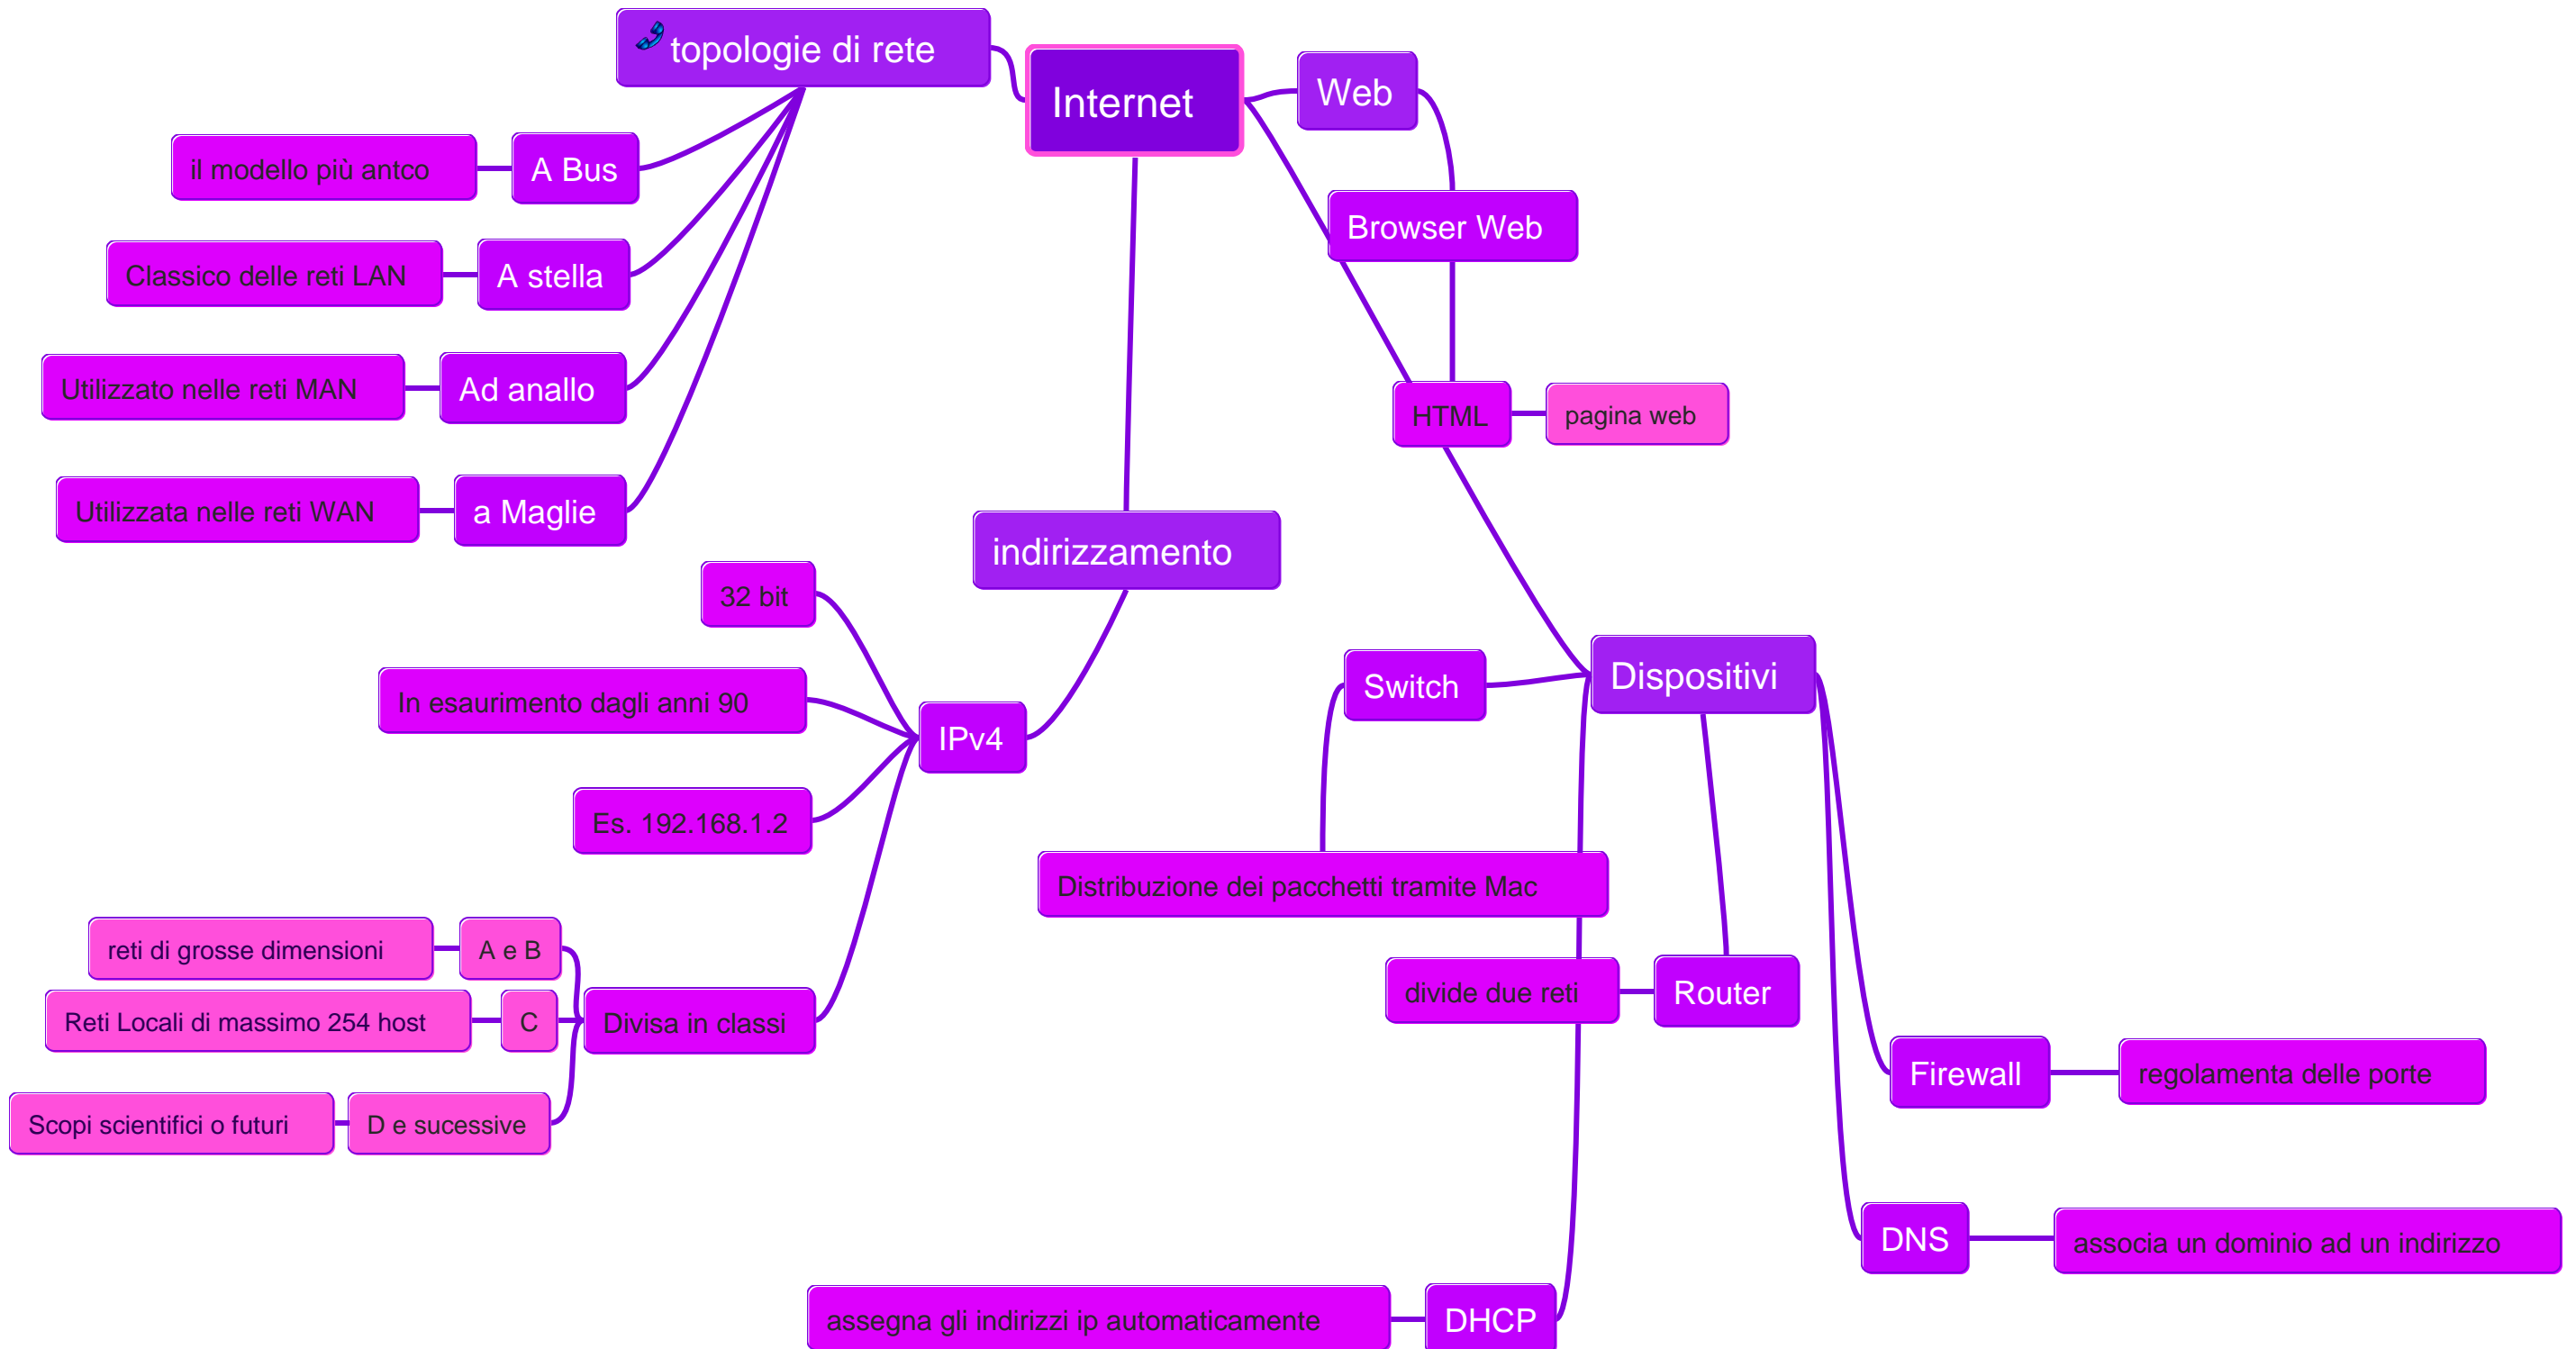 topologie di rete
Internet
Web
il modello più antco
A Bus
Browser Web
Classico delle reti LAN
A stella
Utilizzato nelle reti MAN
Ad anallo
HTML
pagina web
Utilizzata nelle reti WAN
a Maglie
indirizzamento
32 bit
In esaurimento dagli anni 90
IPv4
Es. 192.168.1.2
Switch
Dispositivi
Distribuzione dei pacchetti tramite Mac
reti di grosse dimensioni
A e B
Reti Locali di massimo 254 host
C
Divisa in classi
Scopi scientifici o futuri
D e sucessive
divide due reti
Router
Firewall
regolamenta delle porte
DNS
associa un dominio ad un indirizzo
assegna gli indirizzi ip automaticamente
DHCP